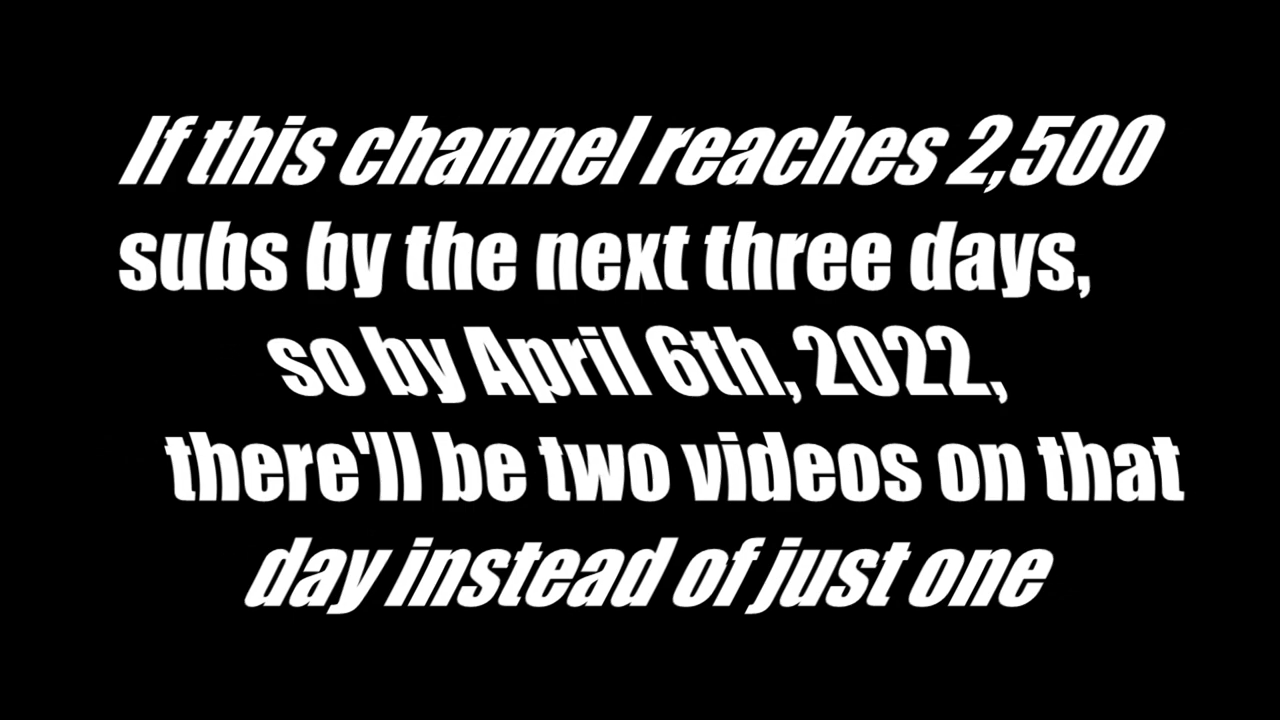 If this channel reaches 2,500
subs by the next three days,
so by April 6th, 2022,
there'll be two videos on that
day instead of just one